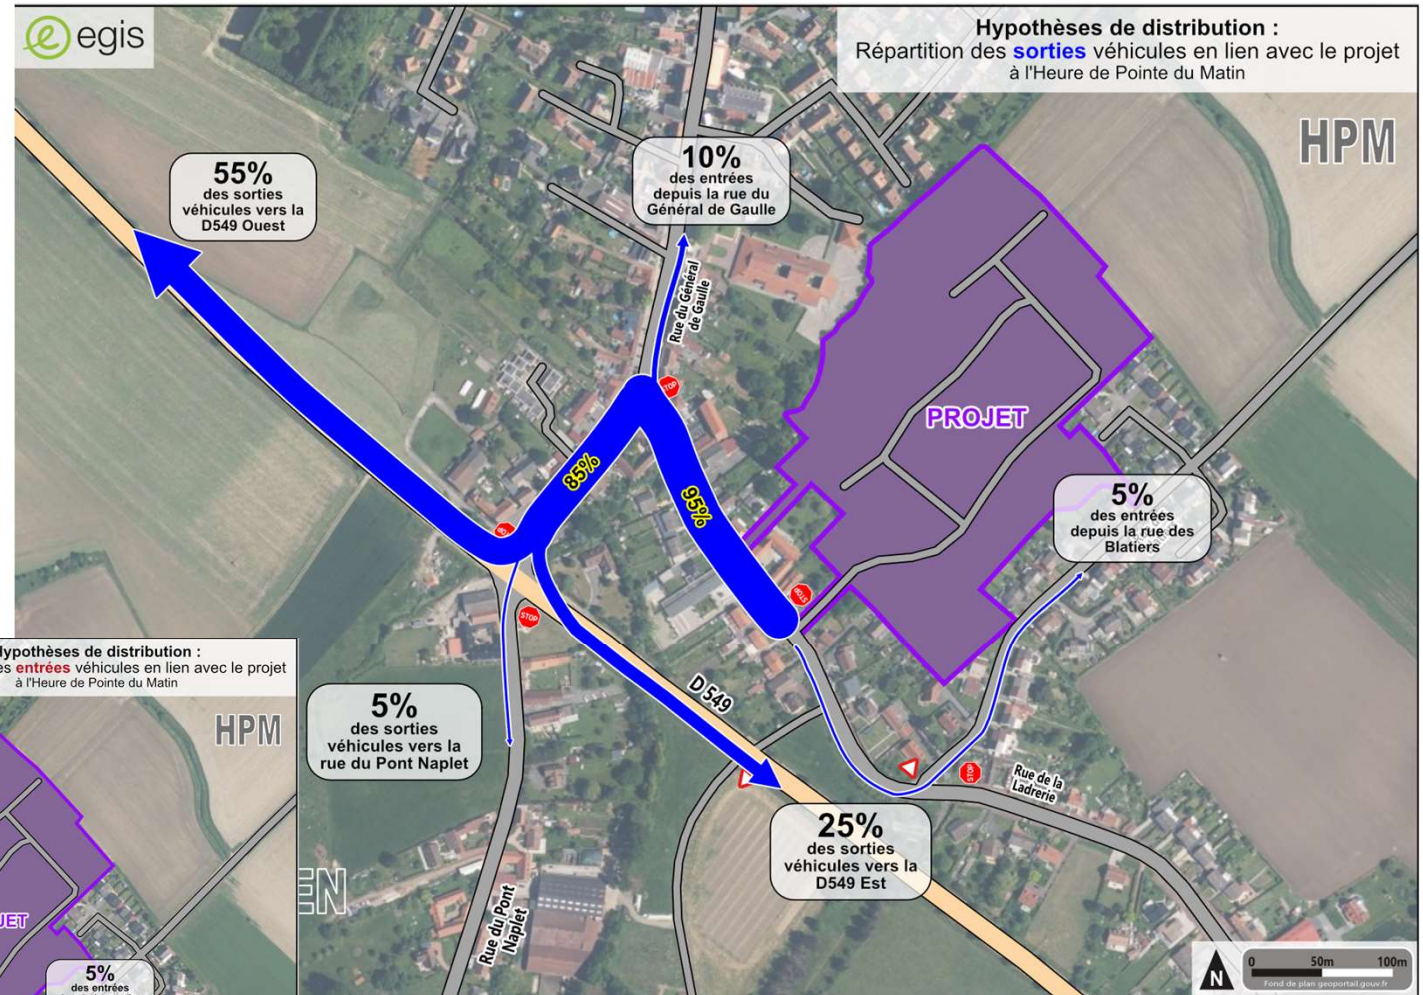 egis
Hypothèses de distribution :
Répartition des sorties véhicules en lien avec le projet
à l'Heure de Pointe du Matin
HPM
55%
des sorties
véhicules vers la
D549 Ouest
10%
des entrées
depuis la rue du
Général de Gaulle
Rue du Général
de Gaulle
STOP
PROJET
85%
95%
5%
des entrées
depuis la rue des
Blatiers
STOP
STOP
D 549
5%
des sorties
véhicules vers la
rue du Pont Naplet
STOP
Rue de la
Ladrerie
25%
des sorties
véhicules vers la
D549 Est
Rue du Pont
Naplet
EN
N
0 50m 100m
Fond de plan geoportail.gouv.fr
Hypothèses de distribution :
es entrées véhicules en lien avec le projet
à l'Heure de Pointe du Matin
HPM
JET
5%
des entrées